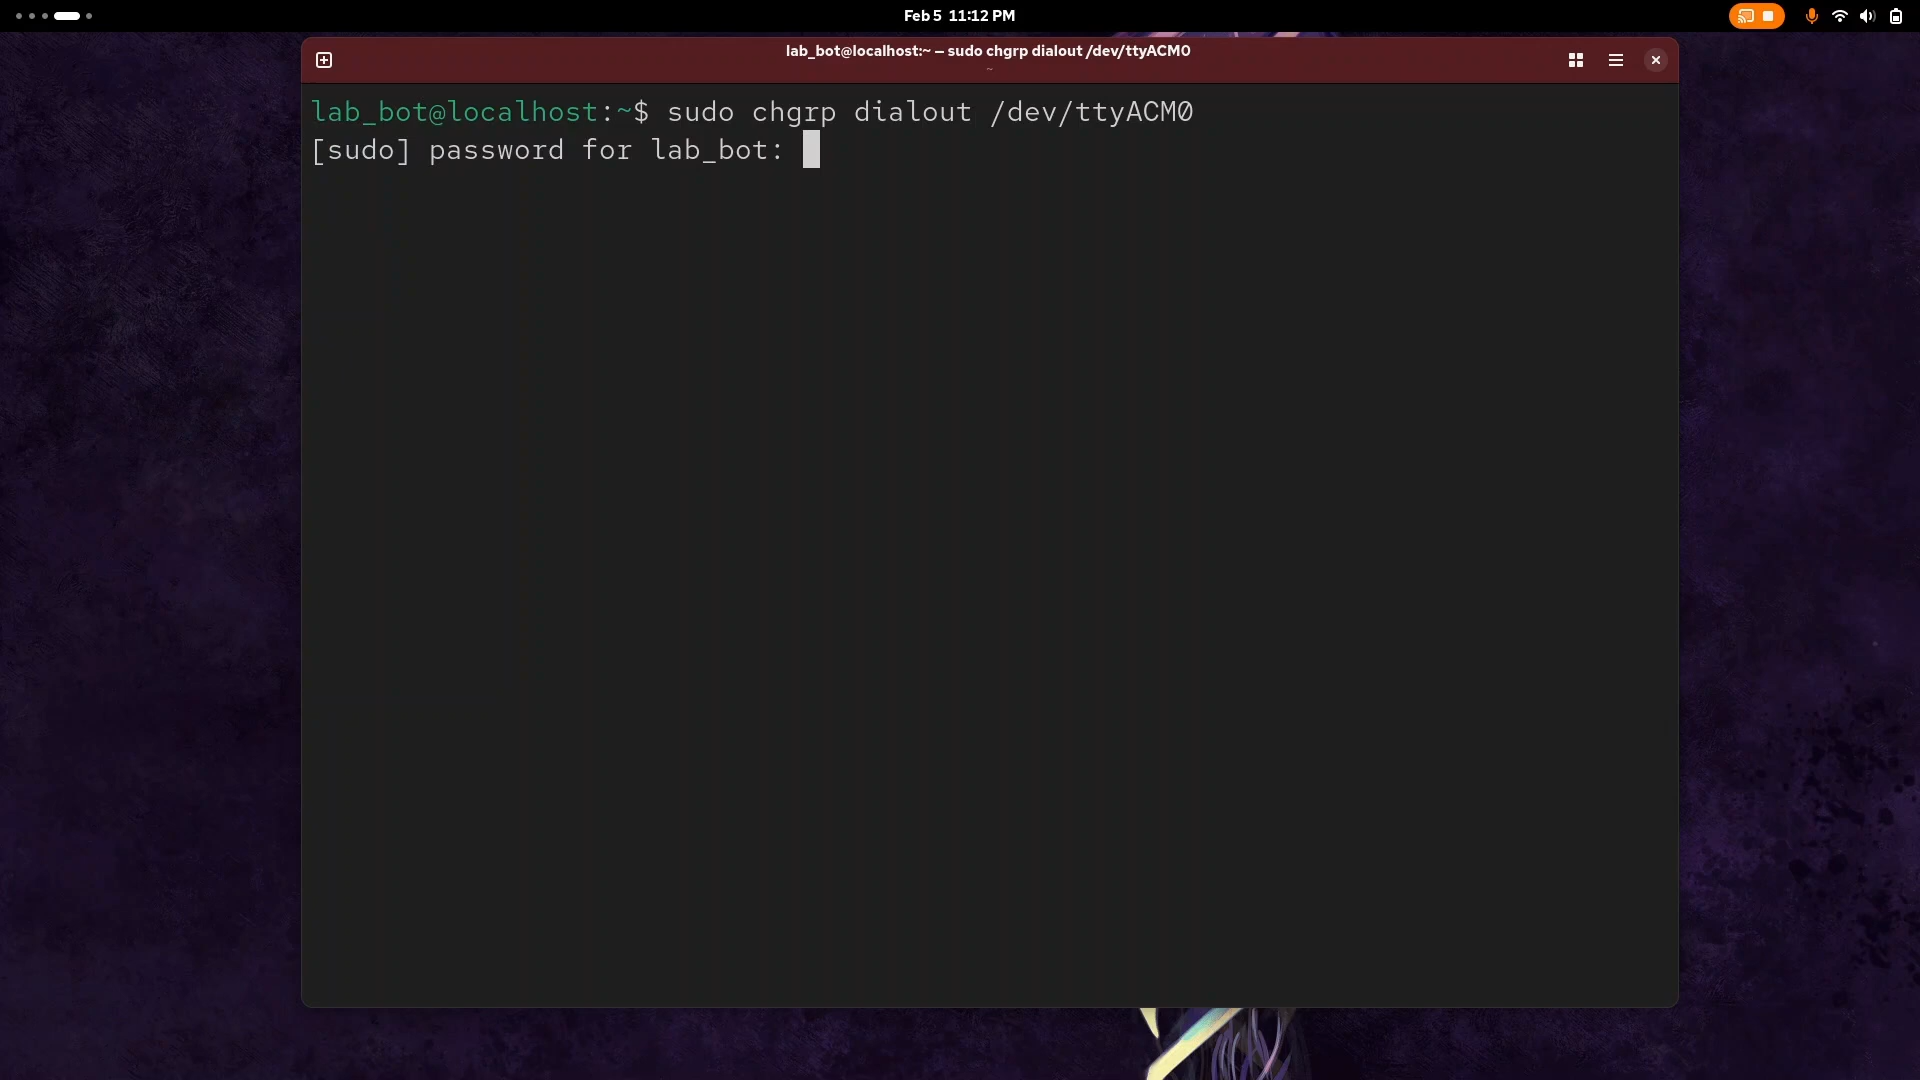 Feb 5 11:12 PM
lab_bot@localhost:~ — sudo chgrp dialout /dev/ttyACM0
~
lab_bot@localhost:~$ sudo chgrp dialout /dev/ttyACM0
[sudo] password for lab_bot: